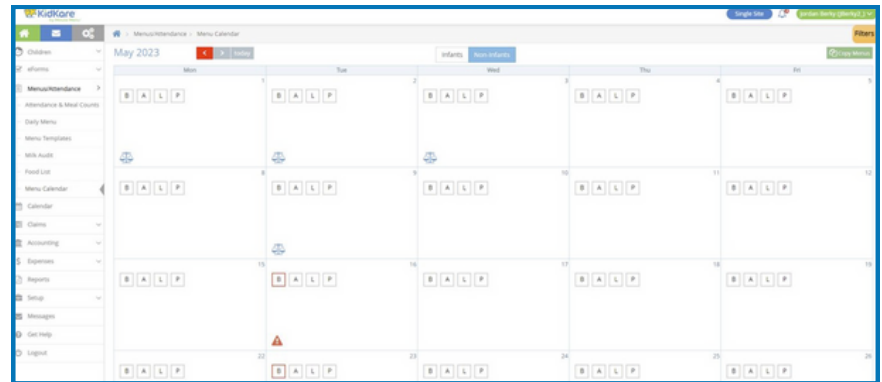 KidKare
Single Site
Filters
Menus/Attendance > Menu Calendar
Children
eForms
Menus/Attendance
Attendance & Meal Counts
Daily Menu
Menu Templates
Milk Audit
Food List
Menu Calendar
Calendar
Claims
Accounting
Expenses
Reports
Setup
Messages
Get Help
Logout
May 2023
today
Infants Non-Infants
Copy Menus
Mon Tue Wed Thu Fri
1 2 3 4 5
B A L P B A L P B A L P B A L P B A L P
8 9 10 11 12
B A L P B A L P B A L P B A L P B A L P
15 16 17 18 19
B A L P B A L P B A L P B A L P B A L P
22 23 24 25 26
B A L P B A L P B A L P B A L P B A L P